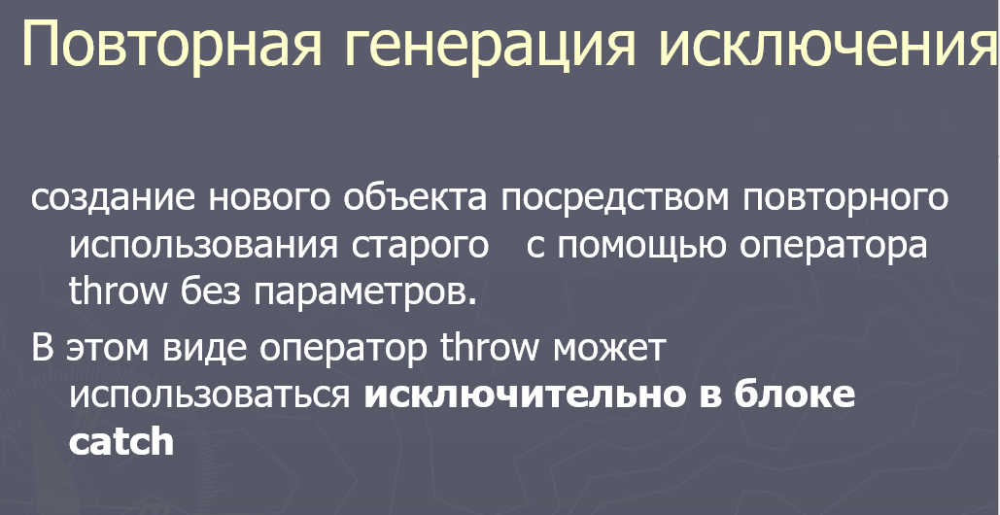 Повторная генерация исключения
создание нового объекта посредством повторного
использования старого с помощью оператора
throw без параметров.
В этом виде оператор throw может
использоваться исключительно в блоке
catch